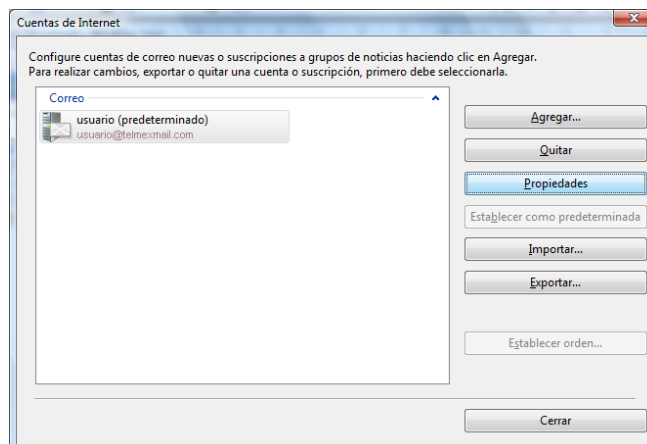 Cuentas de Internet
Configure cuentas de correo nuevas o suscripciones a grupos de noticias haciendo clic en Agregar.
Para realizar cambios, exportar o quitar una cuenta o suscripción, primero debe seleccionarla.
Correo
usuario (predeterminado)
usuario@telmexmail.com
Agregar...
Quitar
Propiedades
Establecer como predeterminada
Importar...
Exportar...
Establecer orden...
Cerrar